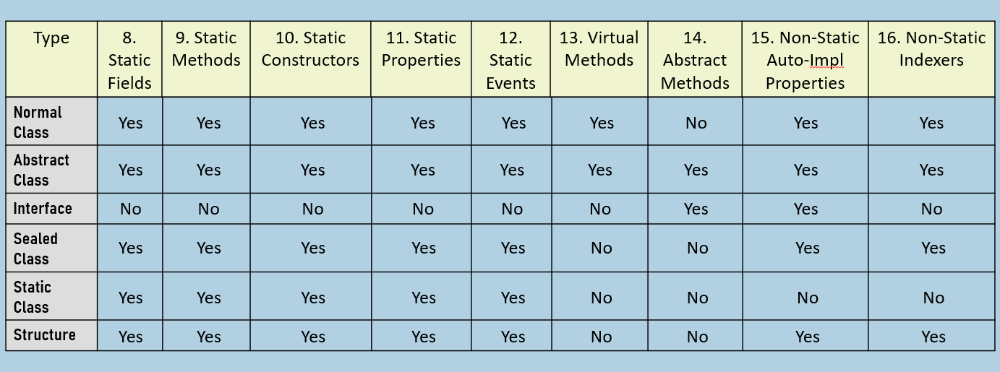 Type 8. 9. Static 10. Static 11. Static 12. 13. Virtual 14. 15. Non-Static 16. Non-Static
Static Methods Constructors Properties Static Methods Abstract Auto-Impl Indexers
Fields Events Methods Properties
Normal
Class Yes Yes Yes Yes Yes Yes No Yes Yes
Abstract
Class Yes Yes Yes Yes Yes Yes Yes Yes Yes
Interface No No No No No No Yes Yes No
Sealed
Class Yes Yes Yes Yes Yes No No Yes Yes
Static
Class Yes Yes Yes Yes Yes No No No No
Structure Yes Yes Yes Yes Yes No No Yes Yes